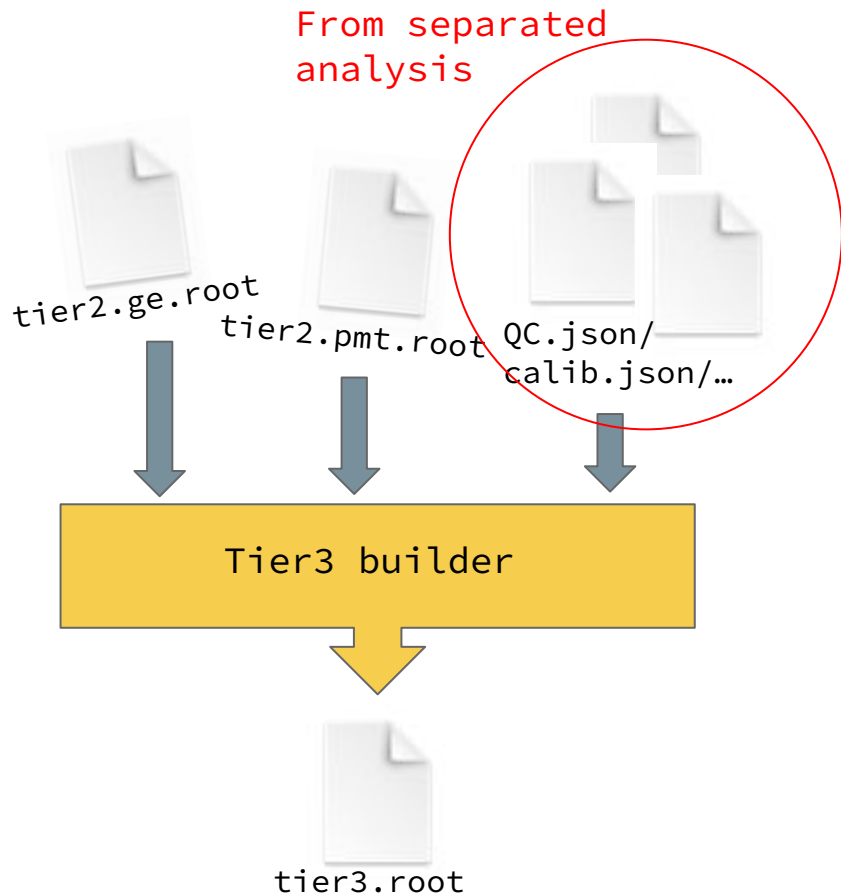 From separated
analysis
tier2.ge.root
tier2.pmt.root
QC.json/
calib.json/…
Tier3 builder
tier3.root